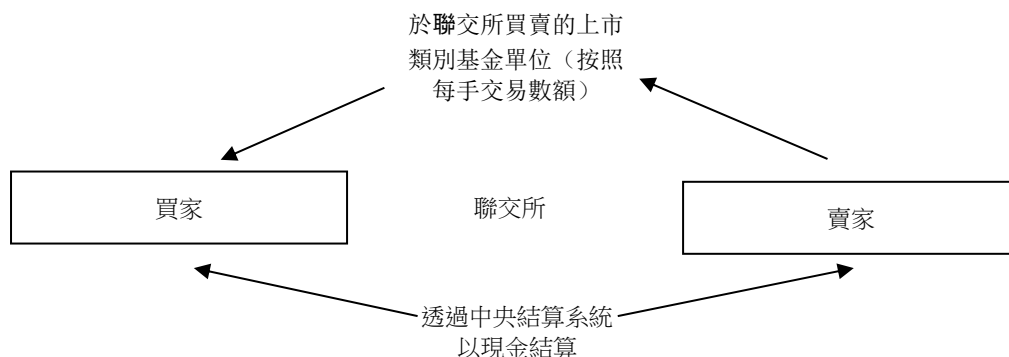 於聯交所買賣的上市
類別基金單位（按照
每手交易數額）
買家
聯交所
賣家
透過中央結算系統
以現金結算